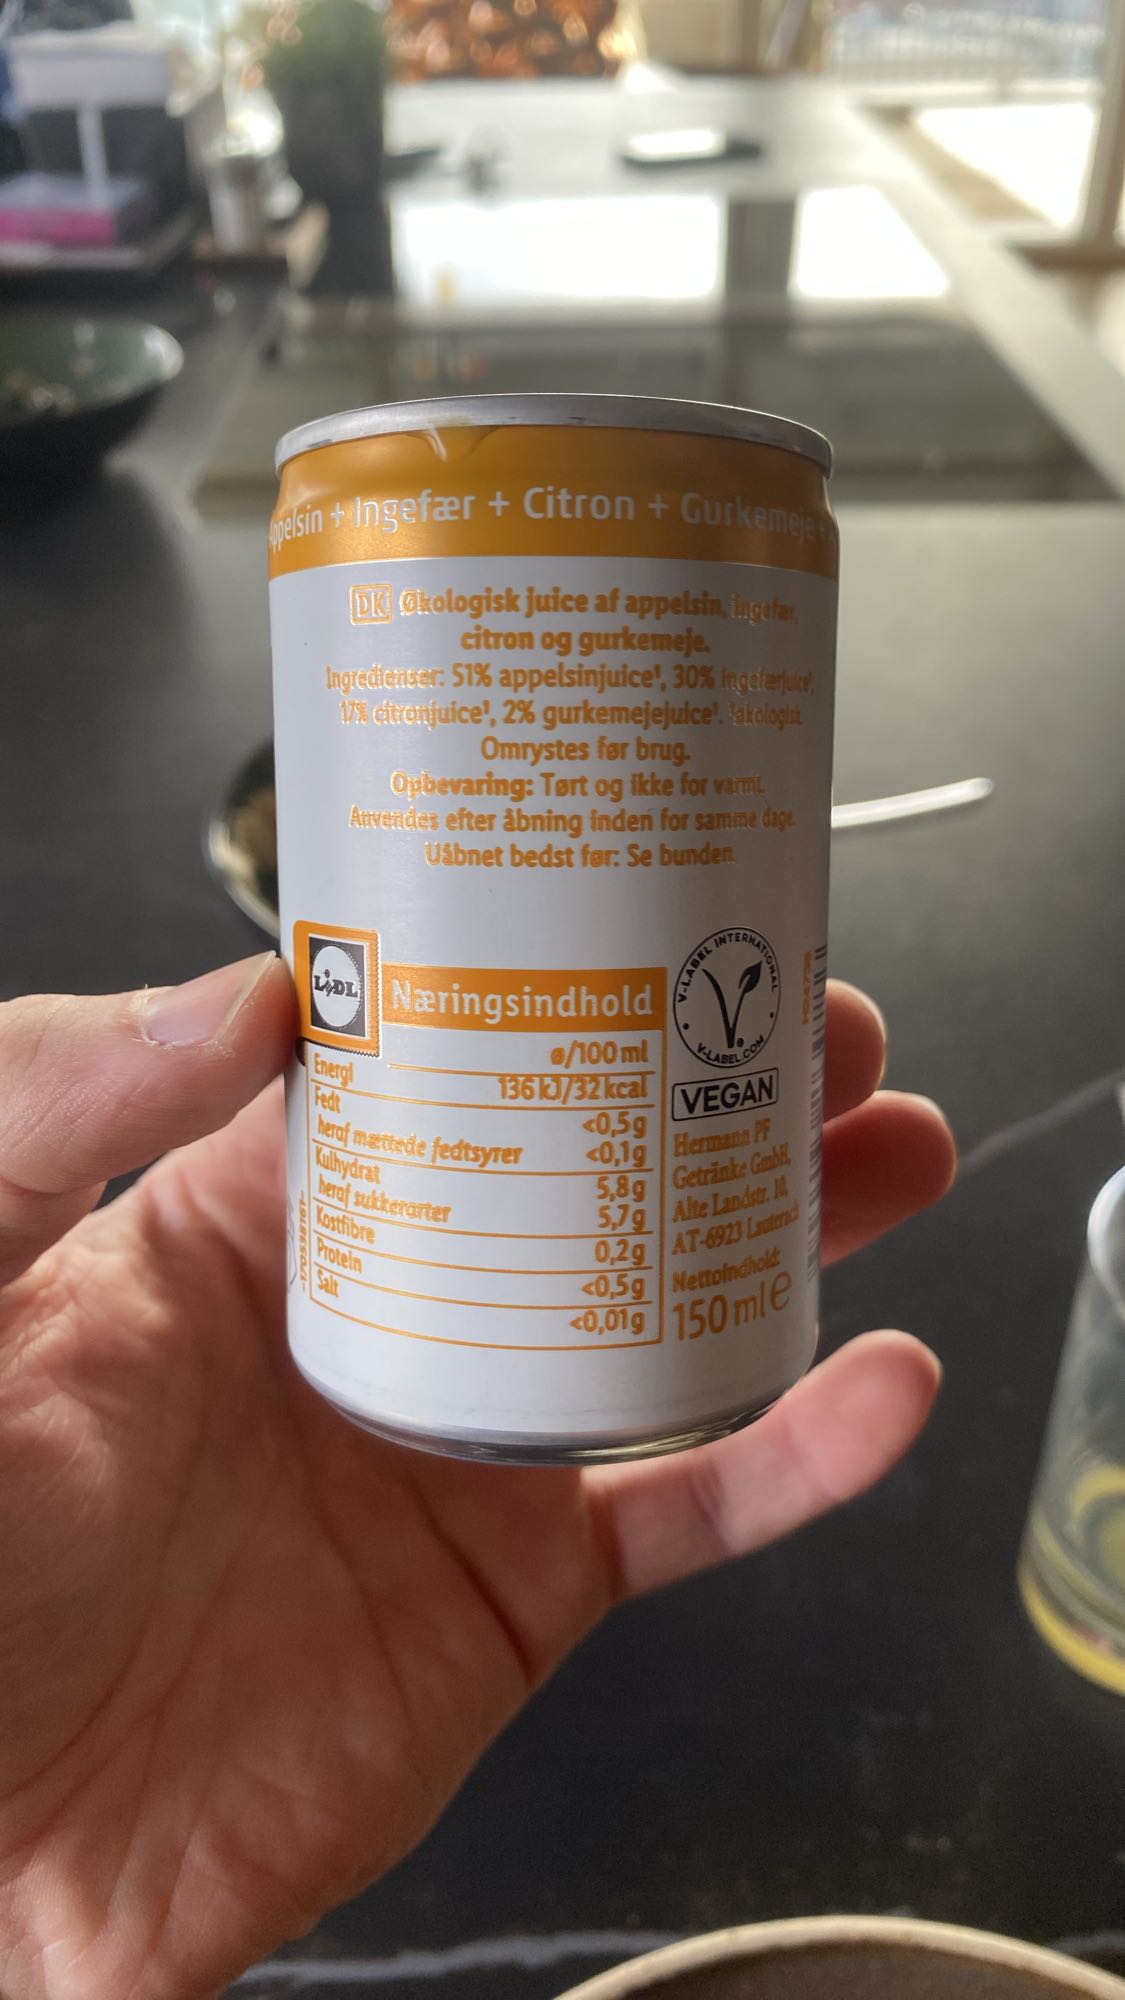 Appelsin + Ingefær + Citron + Gurkemeje +
DK Økologisk juice af appelsin, ingefær,
citron og gurkemeje.
Ingredienser: 51% appelsinjuice¹, 30% ingefærjuice¹,
17% citronjuice¹, 2% gurkemejejuice¹. ¹økologisk
Omrystes før brug.
Opbevaring: Tørt og ikke for varmt.
Anvendes efter åbning inden for samme dag.
Uåbnet bedst før: Se bunden.
LIDL
Næringsindhold
ø/100 ml
Energi 136 kJ/32 kcal
Fedt <0,5g
heraf mættede fedtsyrer <0,1g
Kulhydrat 5,8g
heraf sukkerarter 5,7g
Kostfibre 0,2g
Protein <0,5g
Salt <0,01g
V-LABEL INTERNATIONAL
V-LABEL.COM
VEGAN
Hermann PF
Getränke GmbH,
Alte Landstr. 10,
AT-6923 Lauterach
Nettoindhold:
150 ml e